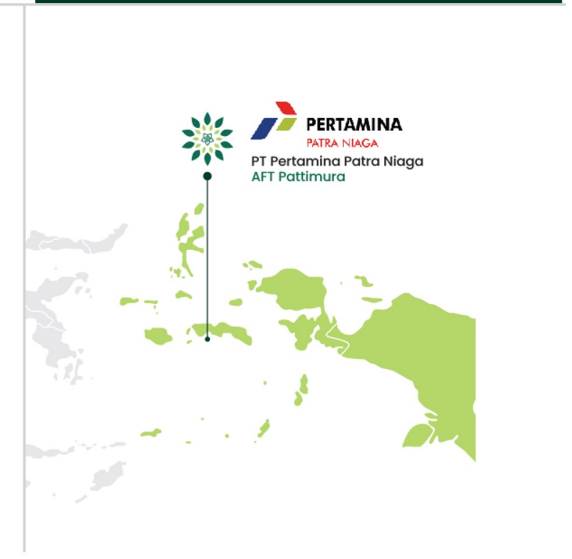 PERTAMINA
PATRA NIAGA
PT Pertamina Patra Niaga
AFT Pattimura